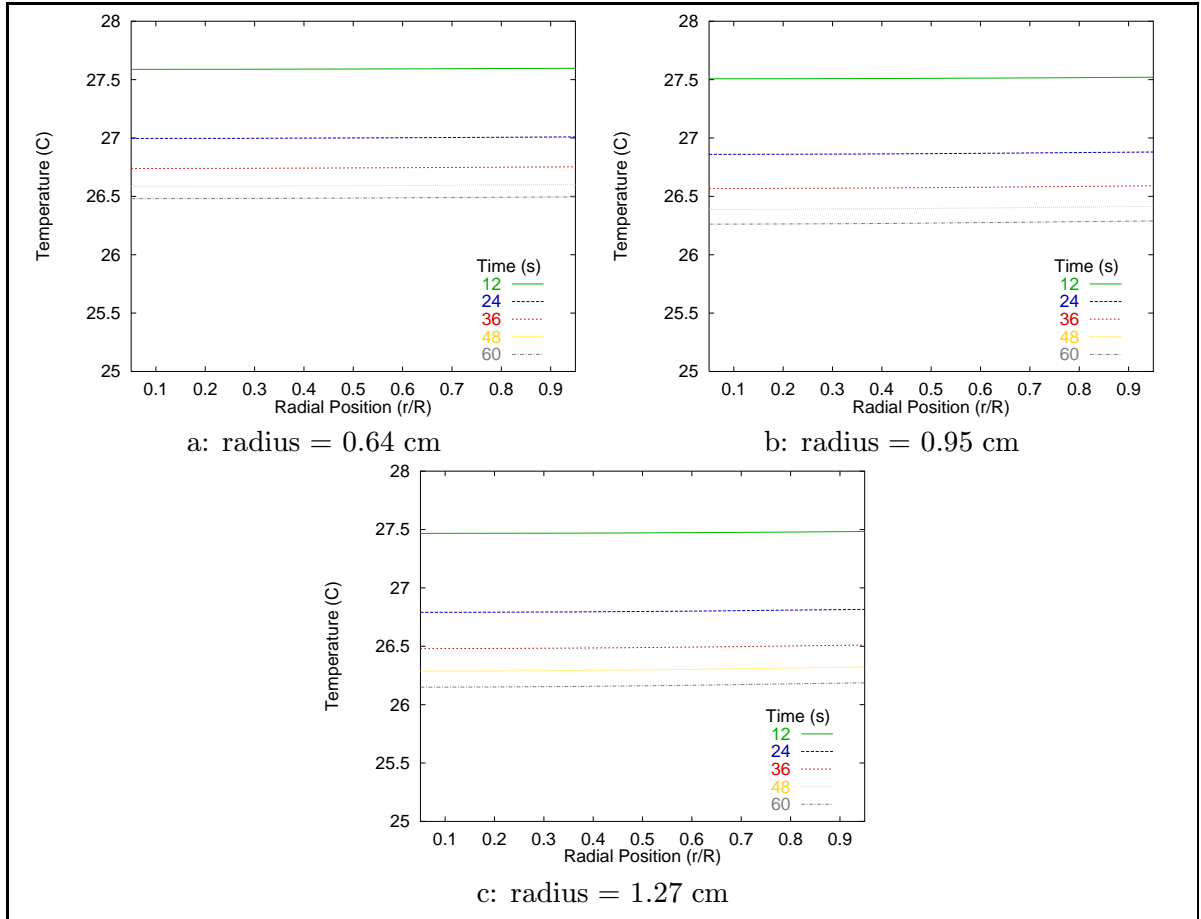 28
27.5
27
26.5
26
25.5
25
Temperature (C)
0.1 0.2 0.3 0.4 0.5 0.6 0.7 0.8 0.9
Radial Position (r/R)
Time (s)
12
24
36
48
60
a: radius = 0.64 cm
28
27.5
27
26.5
26
25.5
25
Temperature (C)
0.1 0.2 0.3 0.4 0.5 0.6 0.7 0.8 0.9
Radial Position (r/R)
Time (s)
12
24
36
48
60
b: radius = 0.95 cm
28
27.5
27
26.5
26
25.5
25
Temperature (C)
0.1 0.2 0.3 0.4 0.5 0.6 0.7 0.8 0.9
Radial Position (r/R)
Time (s)
12
24
36
48
60
c: radius = 1.27 cm